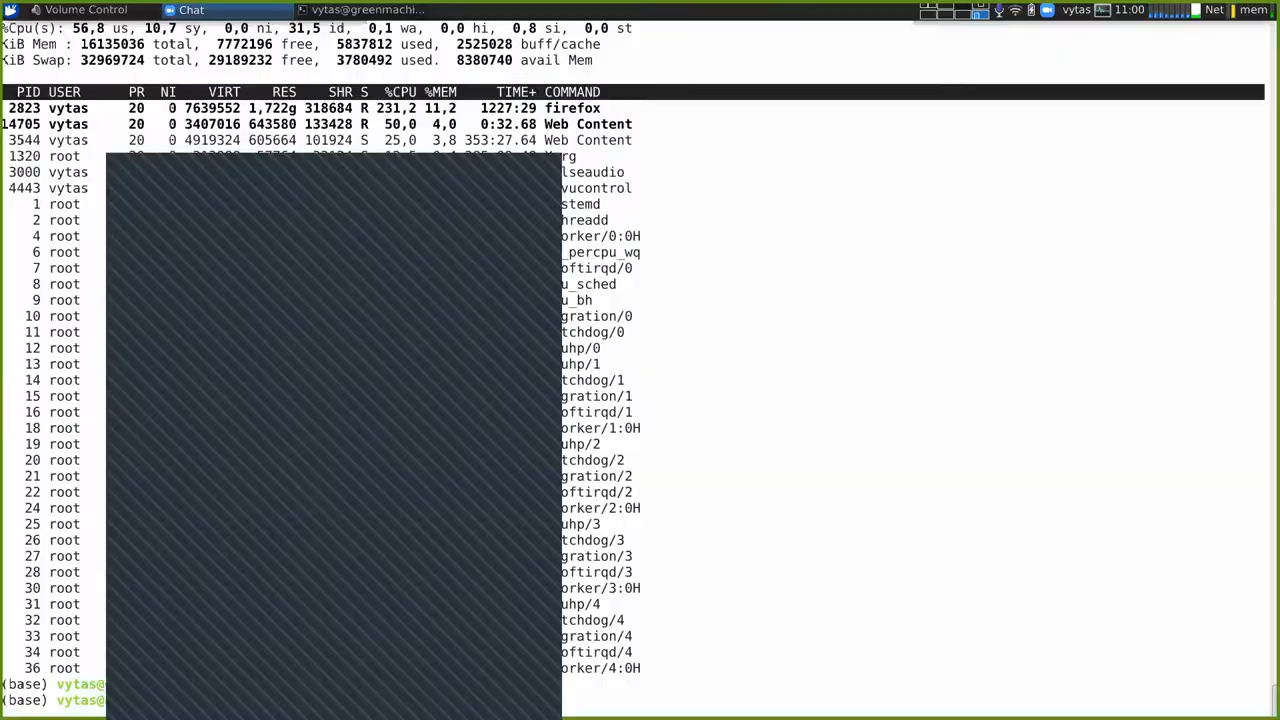 Volume Control Chat vytas@greenmachi... vytas 11:00 Net mem
%Cpu(s): 56,8 us, 10,7 sy, 0,0 ni, 31,5 id, 0,1 wa, 0,0 hi, 0,8 si, 0,0 st
KiB Mem : 16135036 total, 7772196 free, 5837812 used, 2525028 buff/cache
KiB Swap: 32969724 total, 29189232 free, 3780492 used. 8380740 avail Mem
PID USER PR NI VIRT RES SHR S %CPU %MEM TIME+ COMMAND
2823 vytas 20 0 7639552 1,722g 318684 R 231,2 11,2 1227:29 firefox
14705 vytas 20 0 3407016 643580 133428 R 50,0 4,0 0:32.68 Web Content
3544 vytas 20 0 4919324 605664 101924 S 25,0 3,8 353:27.64 Web Content
1320 root rg
3000 vytas lseaudio
4443 vytas vucontrol
1 root stemd
2 root hreadd
4 root orker/0:0H
6 root _percpu_wq
7 root oftirqd/0
8 root u_sched
9 root u_bh
10 root gration/0
11 root tchdog/0
12 root uhp/0
13 root uhp/1
14 root tchdog/1
15 root gration/1
16 root oftirqd/1
18 root orker/1:0H
19 root uhp/2
20 root tchdog/2
21 root gration/2
22 root oftirqd/2
24 root orker/2:0H
25 root uhp/3
26 root tchdog/3
27 root gration/3
28 root oftirqd/3
30 root orker/3:0H
31 root uhp/4
32 root tchdog/4
33 root gration/4
34 root oftirqd/4
36 root orker/4:0H
(base) vytas@
(base) vytas@